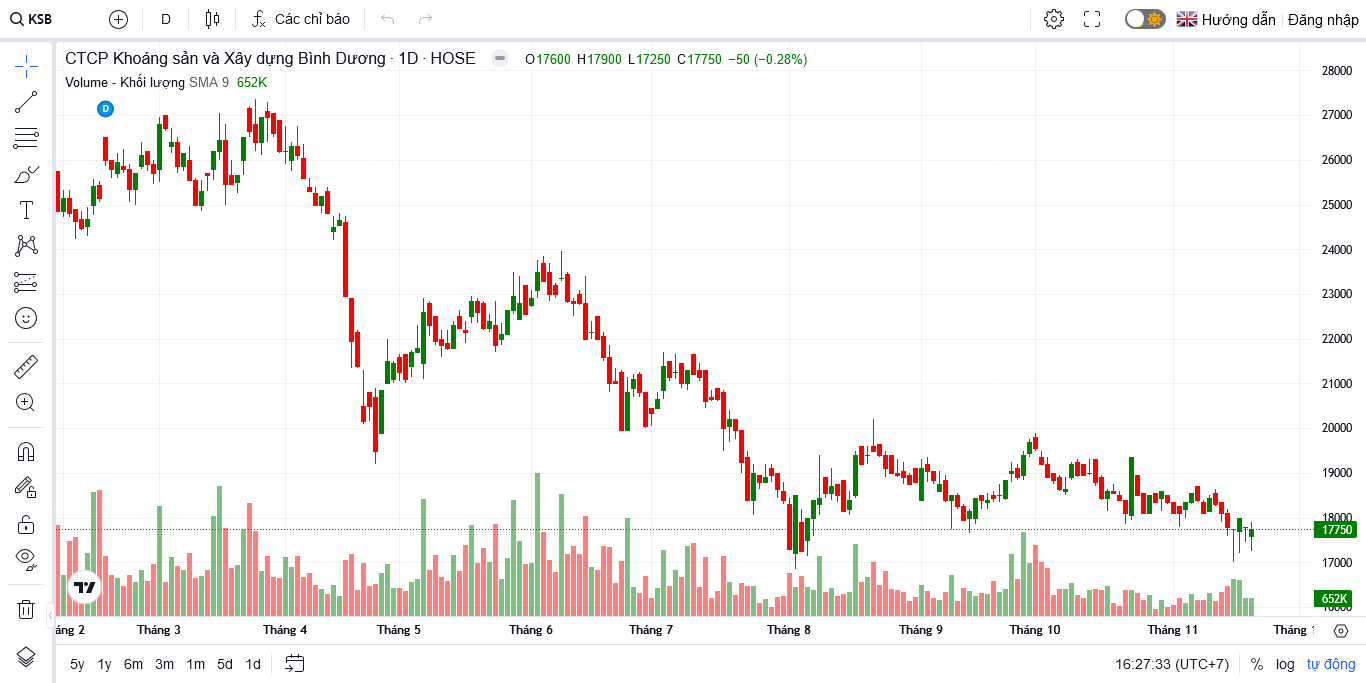 KSB D Các chỉ báo Hướng dẫn Đăng nhập
CTCP Khoáng sản và Xây dựng Bình Dương · 1D · HOSE O17600 H17900 L17250 C17750 −50 (−0.28%)
Volume - Khối lượng SMA 9 652K
D
28000
27000
26000
25000
24000
23000
22000
21000
20000
19000
18000
17750
17000
652K
16000
áng 2 Tháng 3 Tháng 4 Tháng 5 Tháng 6 Tháng 7 Tháng 8 Tháng 9 Tháng 10 Tháng 11 Tháng 1
5y 1y 6m 3m 1m 5d 1d 16:27:33 (UTC+7) % log tự động